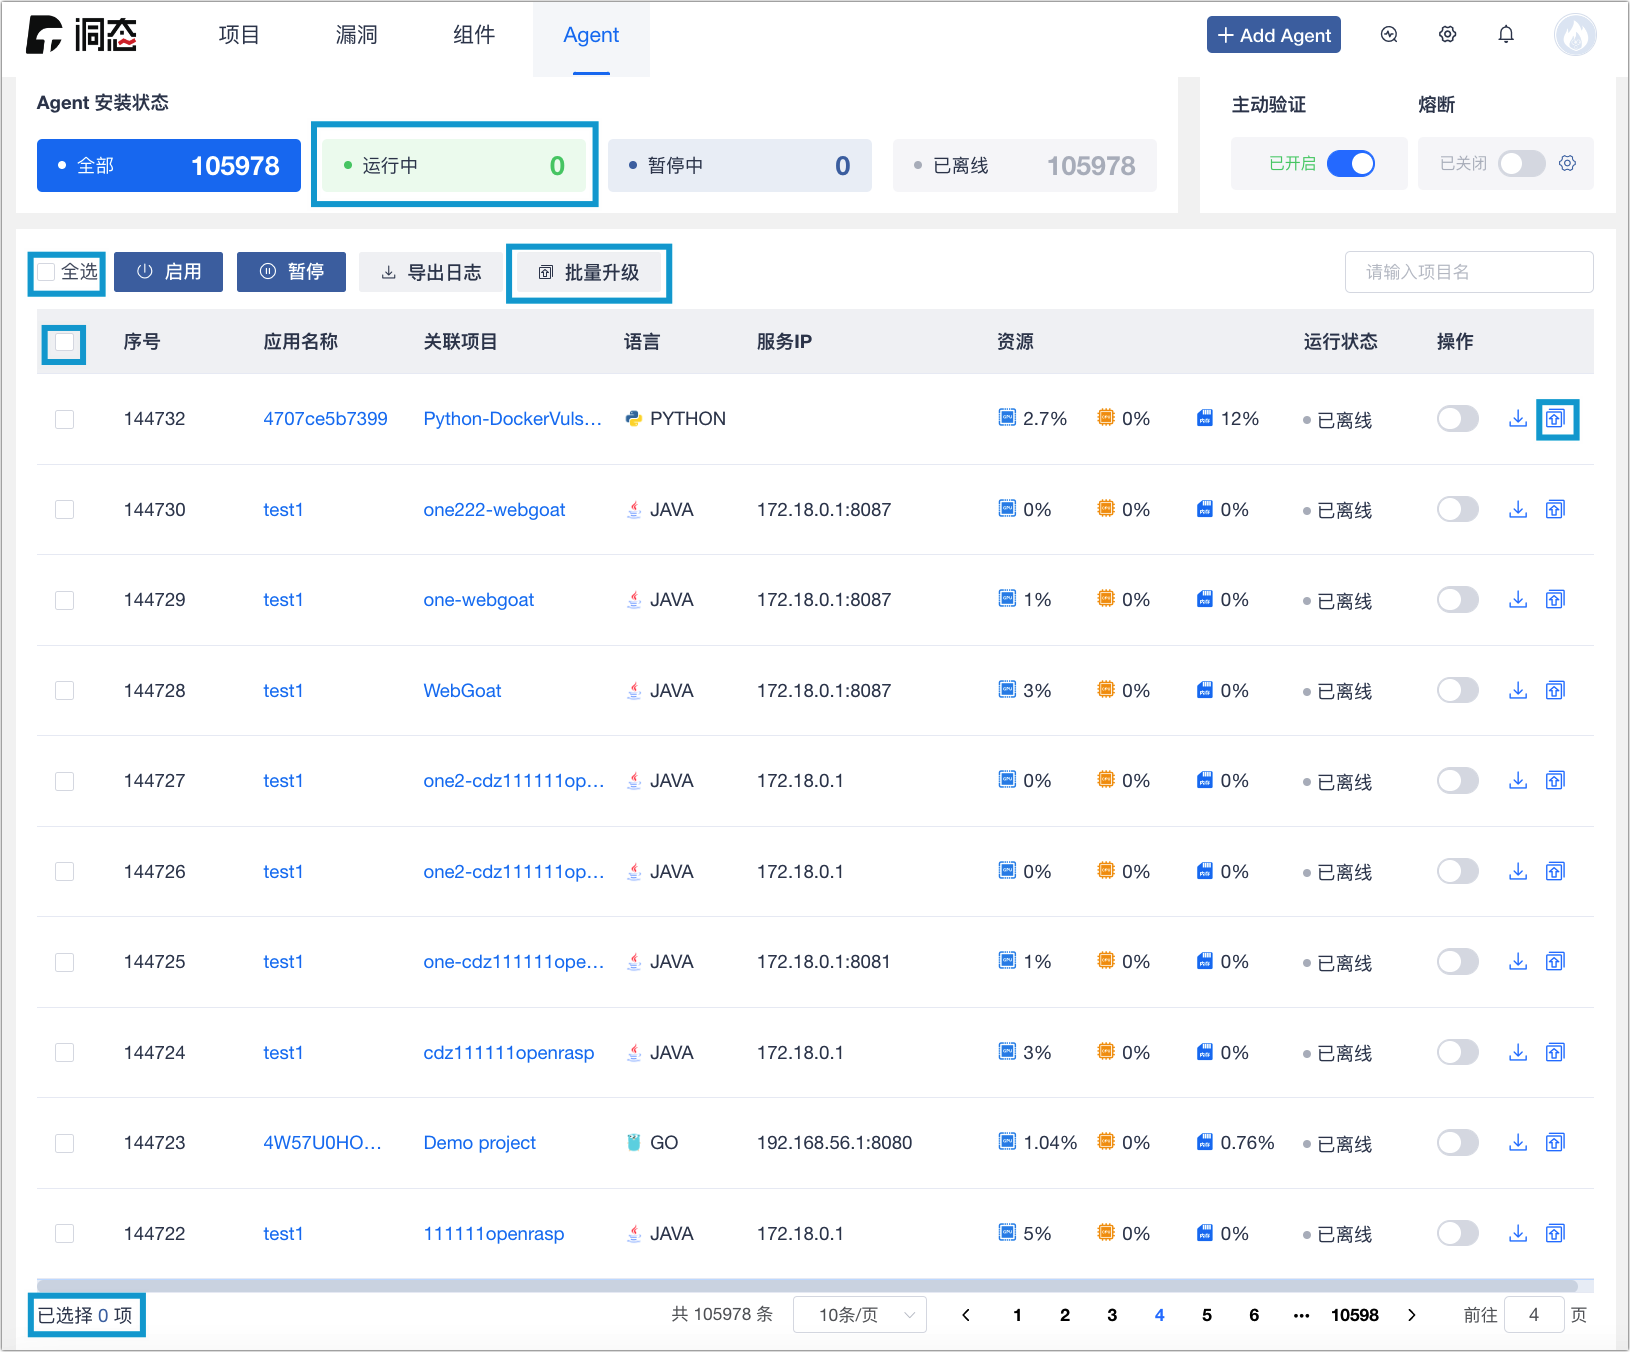 洞态 项目 漏洞 组件 Agent + Add Agent
Agent 安装状态 主动验证 熔断
全部 105978 运行中 0 暂停中 0 已离线 105978 已开启 已关闭
全选 启用 暂停 导出日志 批量升级 请输入项目名
序号 应用名称 关联项目 语言 服务IP 资源 运行状态 操作
144732 4707ce5b7399 Python-DockerVuls... PYTHON 2.7% 0% 12% 已离线
144730 test1 one222-webgoat JAVA 172.18.0.1:8087 0% 0% 0% 已离线
144729 test1 one-webgoat JAVA 172.18.0.1:8087 1% 0% 0% 已离线
144728 test1 WebGoat JAVA 172.18.0.1:8087 3% 0% 0% 已离线
144727 test1 one2-cdz111111op... JAVA 172.18.0.1 0% 0% 0% 已离线
144726 test1 one2-cdz111111op... JAVA 172.18.0.1 0% 0% 0% 已离线
144725 test1 one-cdz111111ope... JAVA 172.18.0.1:8081 1% 0% 0% 已离线
144724 test1 cdz111111openrasp JAVA 172.18.0.1 3% 0% 0% 已离线
144723 4W57U0HO... Demo project GO 192.168.56.1:8080 1.04% 0% 0.76% 已离线
144722 test1 111111openrasp JAVA 172.18.0.1 5% 0% 0% 已离线
已选择 0 项 共 105978 条 10条/页 1 2 3 4 5 6 ••• 10598 前往 4 页